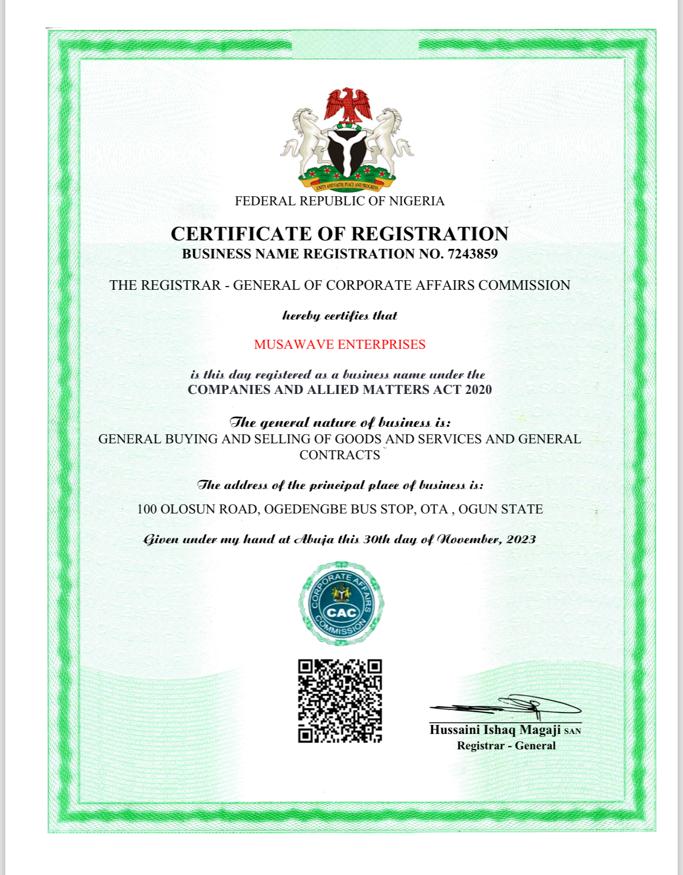 UNITY AND FAITH, PEACE AND PROGRESS
FEDERAL REPUBLIC OF NIGERIA
CERTIFICATE OF REGISTRATION
BUSINESS NAME REGISTRATION NO. 7243859
THE REGISTRAR - GENERAL OF CORPORATE AFFAIRS COMMISSION
hereby certifies that
MUSAWAVE ENTERPRISES
is this day registered as a business name under the
COMPANIES AND ALLIED MATTERS ACT 2020
The general nature of business is:
GENERAL BUYING AND SELLING OF GOODS AND SERVICES AND GENERAL
CONTRACTS
The address of the principal place of business is:
100 OLOSUN ROAD, OGEDENGBE BUS STOP, OTA , OGUN STATE
Given under my hand at Abuja this 30th day of November, 2023
CORPORATE AFFAIRS
CAC
COMMISSION
Hussaini Ishaq Magaji SAN
Registrar - General